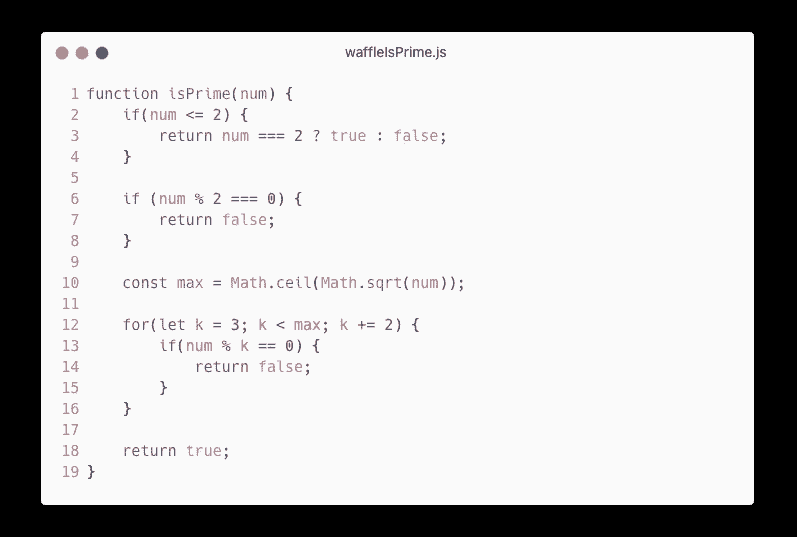 waffleIsPrime.js
1 function isPrime(num) {
2     if(num <= 2) {
3         return num === 2 ? true : false;
4     }
5
6     if (num % 2 === 0) {
7         return false;
8     }
9
10     const max = Math.ceil(Math.sqrt(num));
11
12     for(let k = 3; k < max; k += 2) {
13         if(num % k == 0) {
14             return false;
15         }
16     }
17
18     return true;
19 }